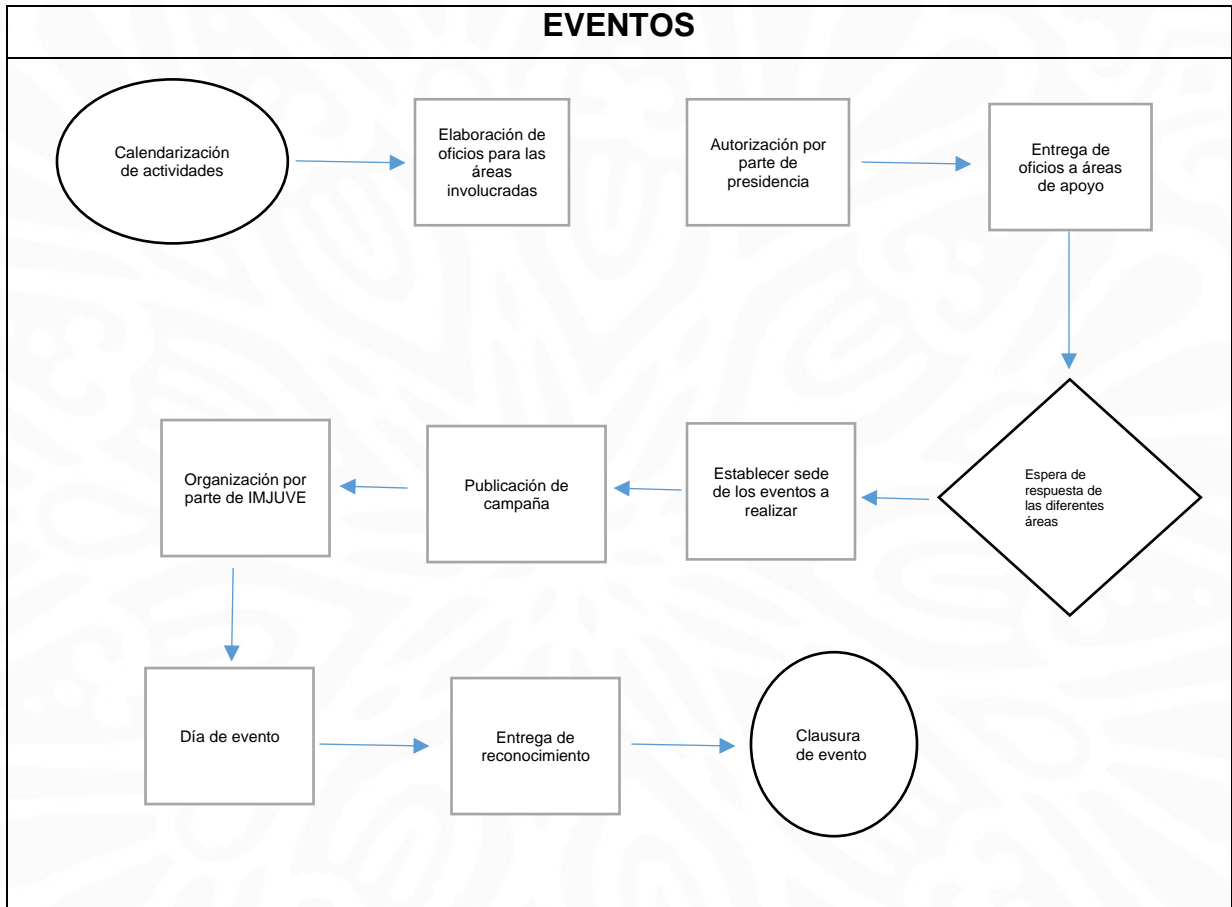 EVENTOS
Calendarización
de actividades
Elaboración de
oficios para las
áreas
involucradas
Autorización por
parte de
presidencia
Entrega de
oficios a áreas
de apoyo
Espera de
respuesta de
las diferentes
áreas
Establecer sede
de los eventos a
realizar
Publicación de
campaña
Organización por
parte de IMJUVE
Día de evento
Entrega de
reconocimiento
Clausura
de evento